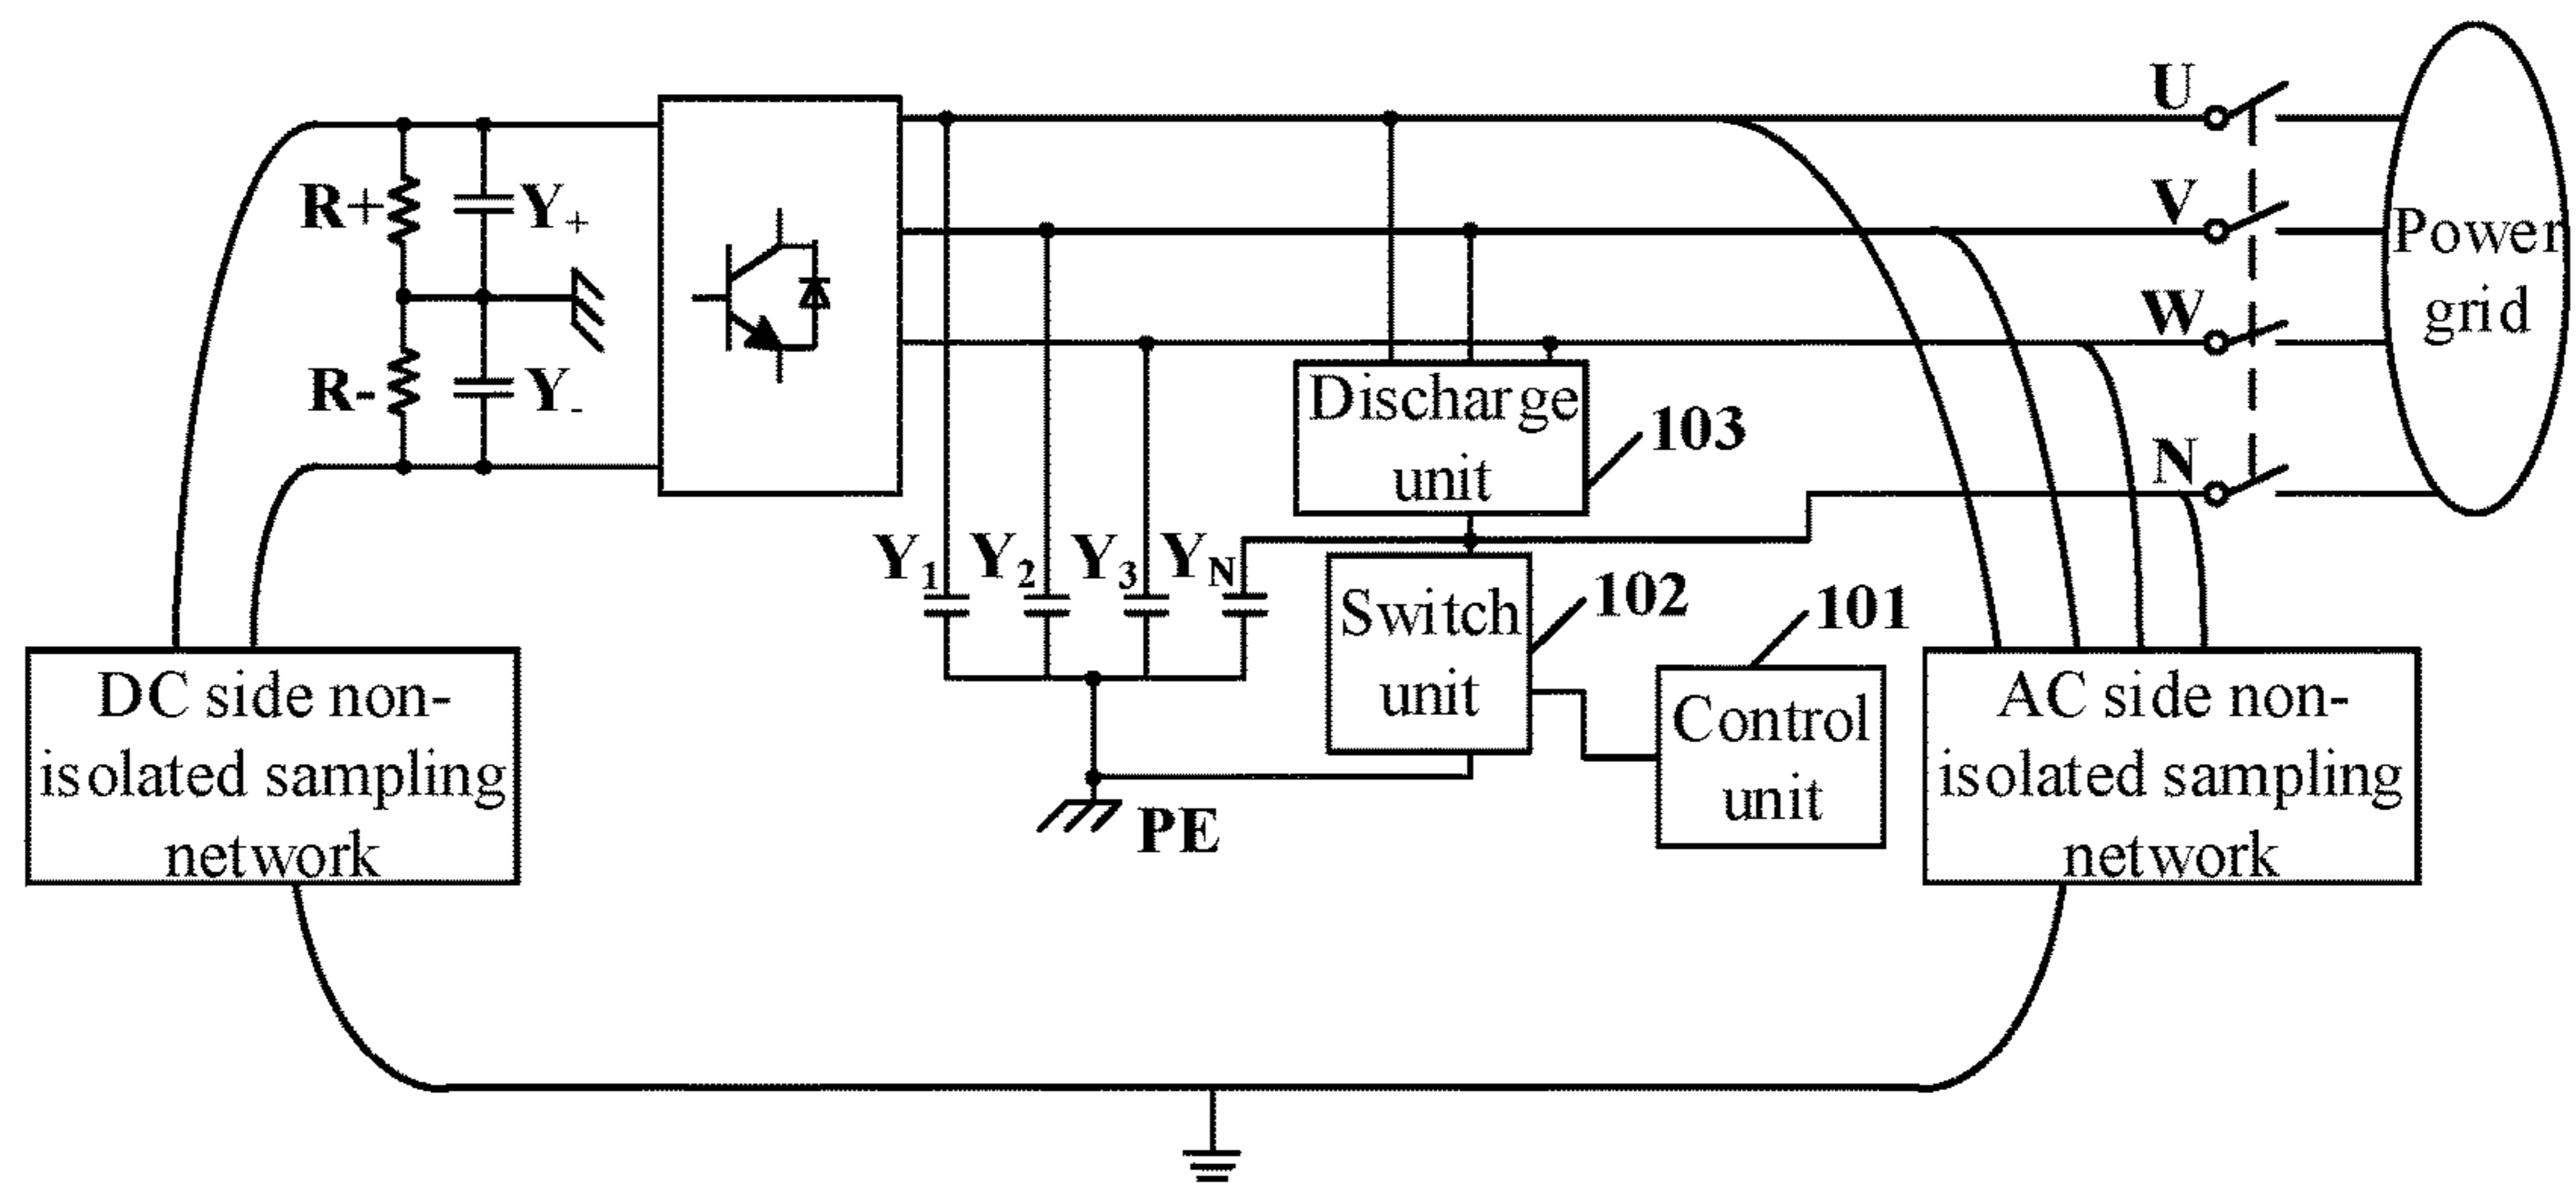 U
V
W
N
Power
grid
R+
Y+
R-
Y-
Discharge
unit
103
Y1
Y2
Y3
YN
Switch
unit
102
101
Control
unit
PE
DC side non-
isolated sampling
network
AC side non-
isolated sampling
network